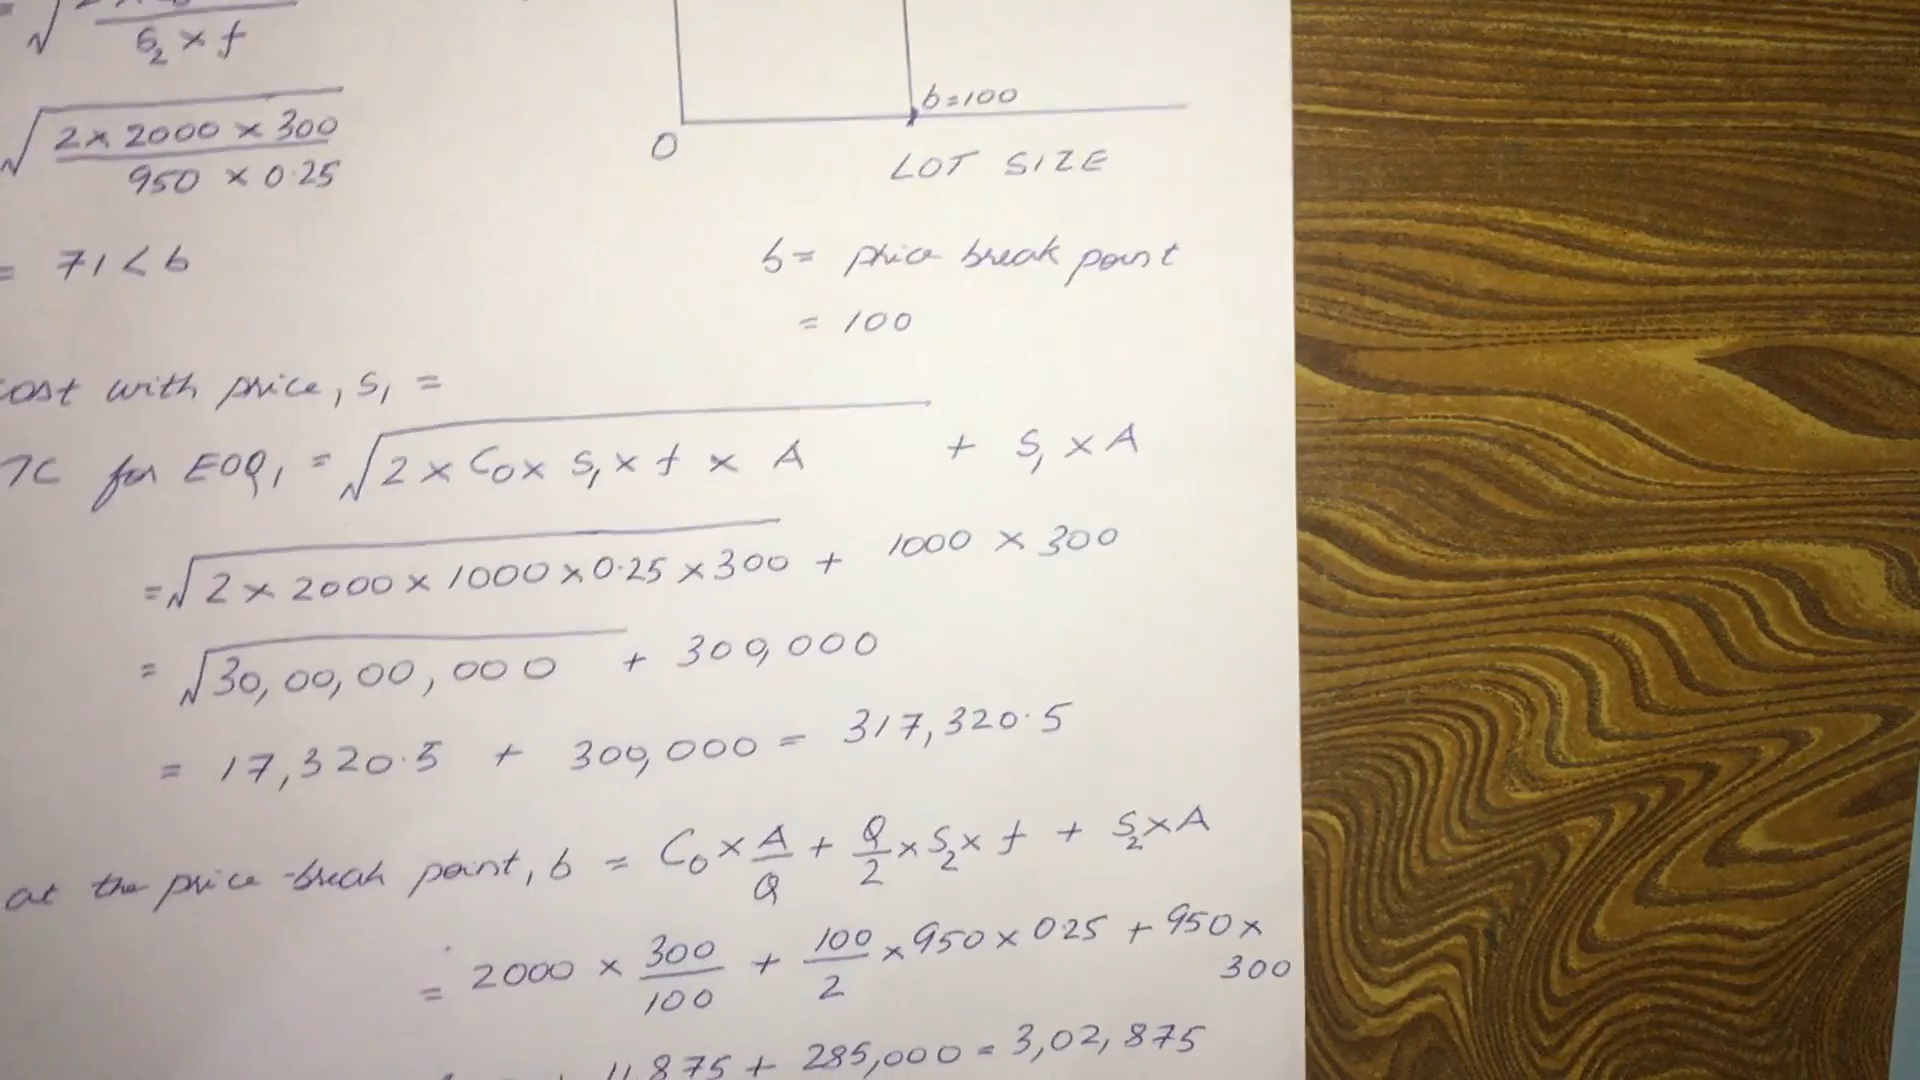 S₂ × f
b=100
√ 2 × 2000 × 300
950 × 0.25
0
LOT SIZE
= 71 < b
b = price break point
= 100
cost with price, S₁ =
TC for EOQ₁ = √2 × C₀ × S₁ × f × A + S₁ × A
= √2 × 2000 × 1000 × 0.25 × 300 + 1000 × 300
= √30,00,00,000 + 300,000
= 17,320.5 + 300,000 = 317,320.5
at the price-break point, b = C₀ × A/Q + Q/2 × S₂ × f + S₂ × A
= 2000 × 300/100 + 100/2 × 950 × 025 + 950 ×
300
11,875 + 285,000 = 3,02,875